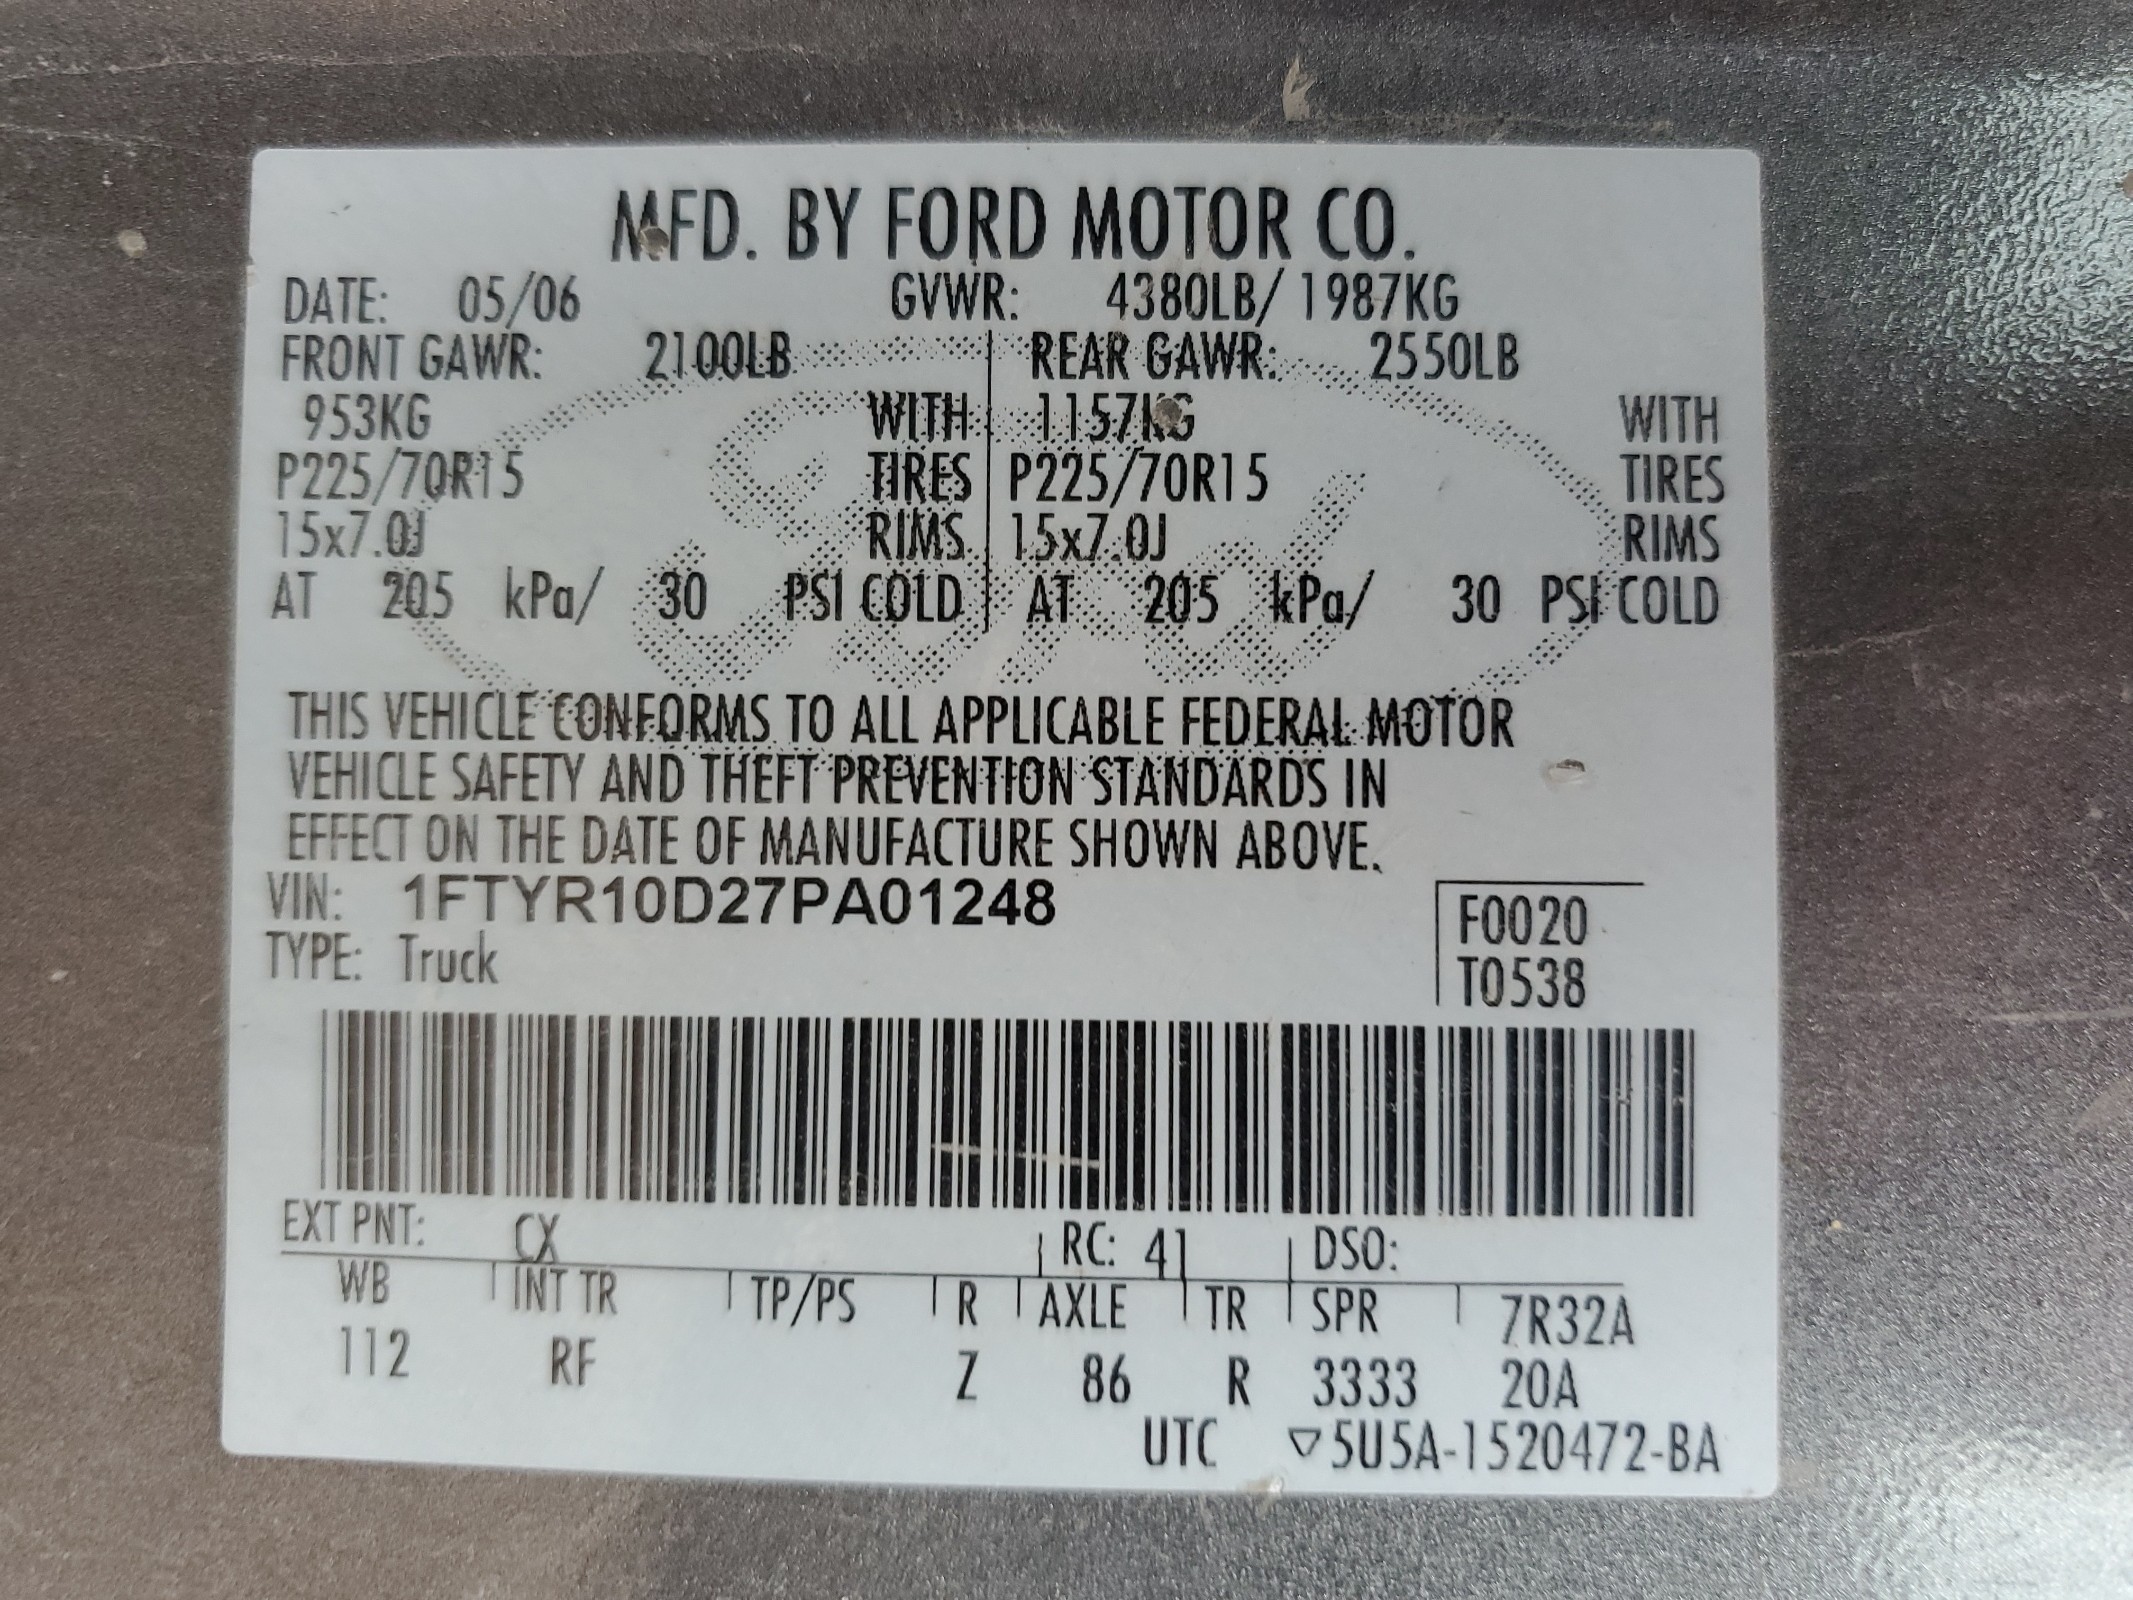 MFD. BY FORD MOTOR CO.
DATE: 05/06 GVWR: 4380LB/ 1987KG
FRONT GAWR: 2100LB REAR GAWR: 2550LB
953KG WITH 1157KG WITH
P225/70R15 TIRES P225/70R15 TIRES
15x7.0J RIMS 15x7.0J RIMS
AT 205 kPa/ 30 PSI COLD AT 205 kPa/ 30 PSI COLD
Ford
THIS VEHICLE CONFORMS TO ALL APPLICABLE FEDERAL MOTOR
VEHICLE SAFETY AND THEFT PREVENTION STANDARDS IN
EFFECT ON THE DATE OF MANUFACTURE SHOWN ABOVE.
VIN: 1FTYR10D27PA01248 F0020
TYPE: Truck T0538
EXT PNT: CX RC: 41 DSO:
WB INT TR TP/PS R AXLE TR SPR 7R32A
112 RF Z 86 R 3333 20A
UTC ▽5U5A-1520472-BA